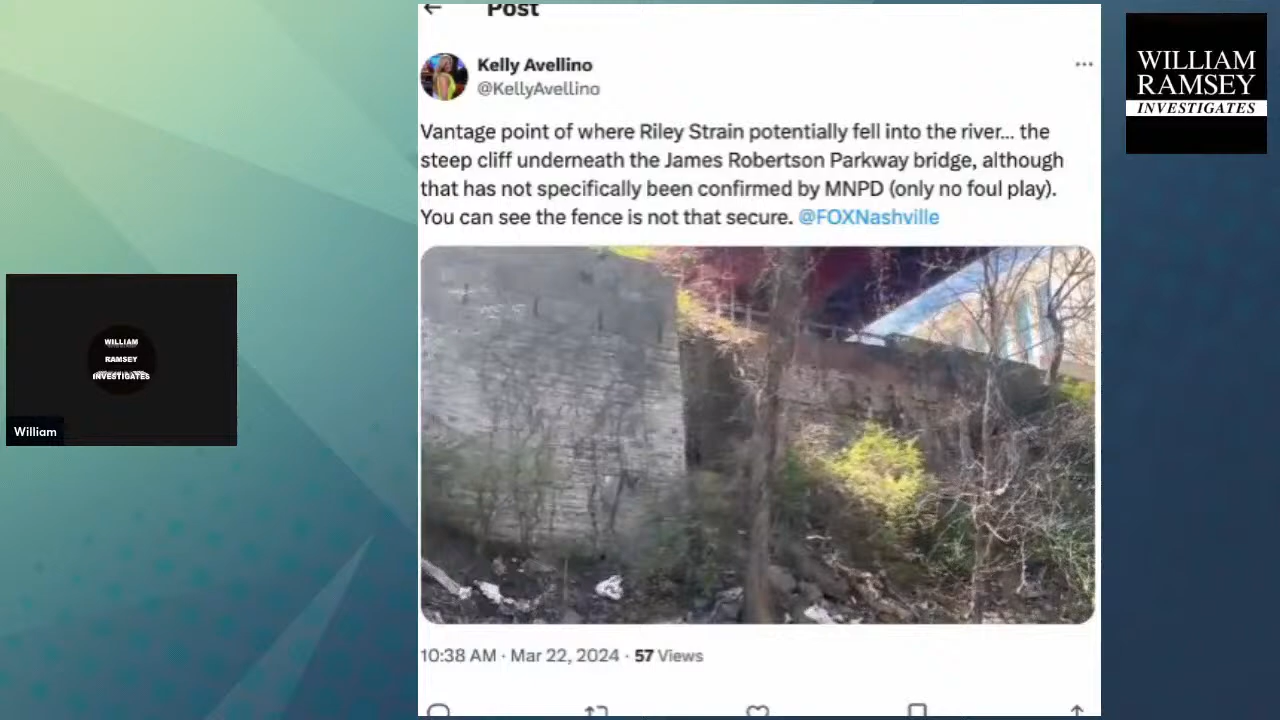 Post
Kelly Avellino
@KellyAvellino
Vantage point of where Riley Strain potentially fell into the river... the
steep cliff underneath the James Robertson Parkway bridge, although
that has not specifically been confirmed by MNPD (only no foul play).
You can see the fence is not that secure. @FOXNashville
10:38 AM · Mar 22, 2024 · 57 Views
WILLIAM
RAMSEY
INVESTIGATES
WILLIAM
RAMSEY
INVESTIGATES
William